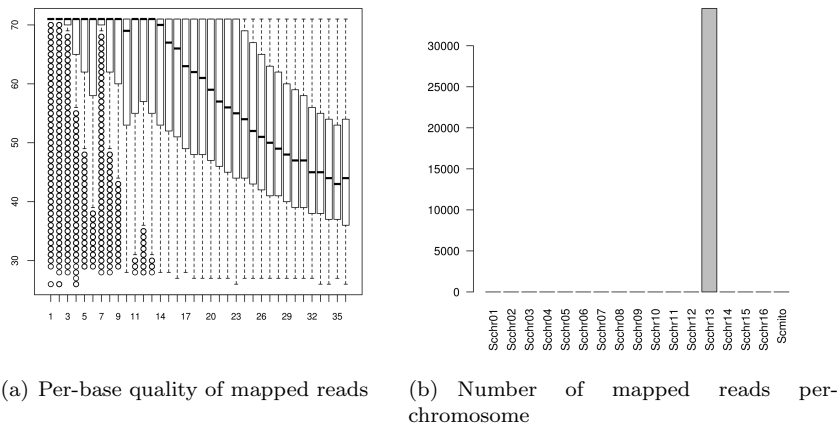 70
60
50
40
30
1 3 5 7 9 11 14 17 20 23 26 29 32 35
30000
25000
20000
15000
10000
5000
0
Scchr01
Scchr02
Scchr03
Scchr04
Scchr05
Scchr06
Scchr07
Scchr08
Scchr09
Scchr10
Scchr11
Scchr12
Scchr13
Scchr14
Scchr15
Scchr16
Scmito
(a) Per-base quality of mapped reads
(b) Number of mapped reads per-
chromosome